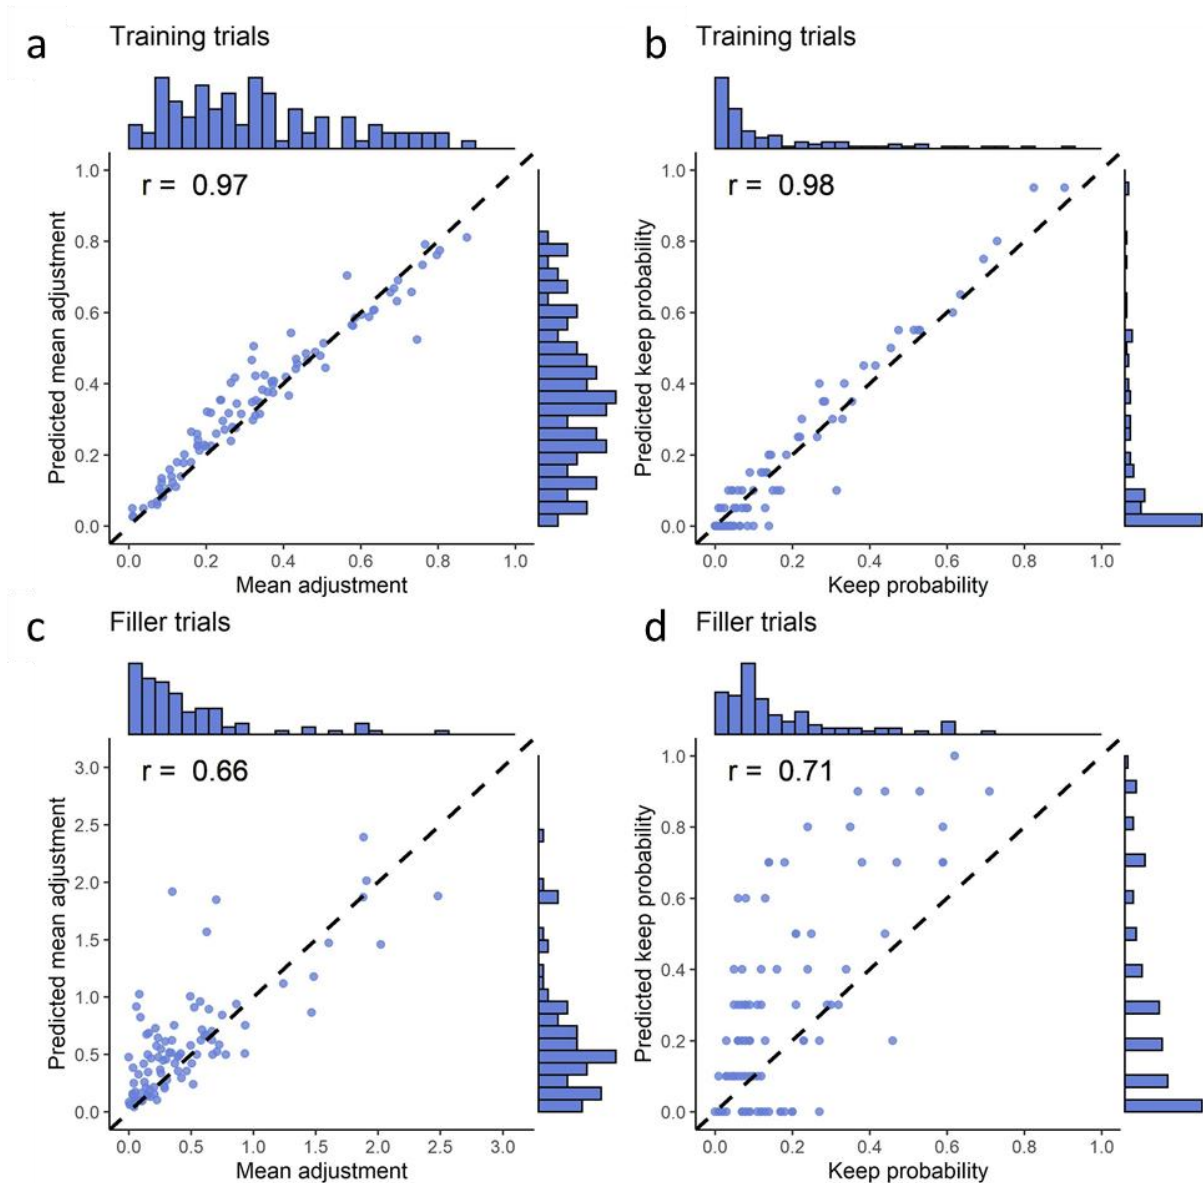 a
Training trials
r = 0.97
Predicted mean adjustment
1.0
0.8
0.6
0.4
0.2
0.0
0.0 0.2 0.4 0.6 0.8 1.0
Mean adjustment
b
Training trials
r = 0.98
Predicted keep probability
1.0
0.8
0.6
0.4
0.2
0.0
0.0 0.2 0.4 0.6 0.8 1.0
Keep probability
c
Filler trials
r = 0.66
Predicted mean adjustment
3.0
2.5
2.0
1.5
1.0
0.5
0.0
0.0 0.5 1.0 1.5 2.0 2.5 3.0
Mean adjustment
d
Filler trials
r = 0.71
Predicted keep probability
1.0
0.8
0.6
0.4
0.2
0.0
0.0 0.2 0.4 0.6 0.8 1.0
Keep probability